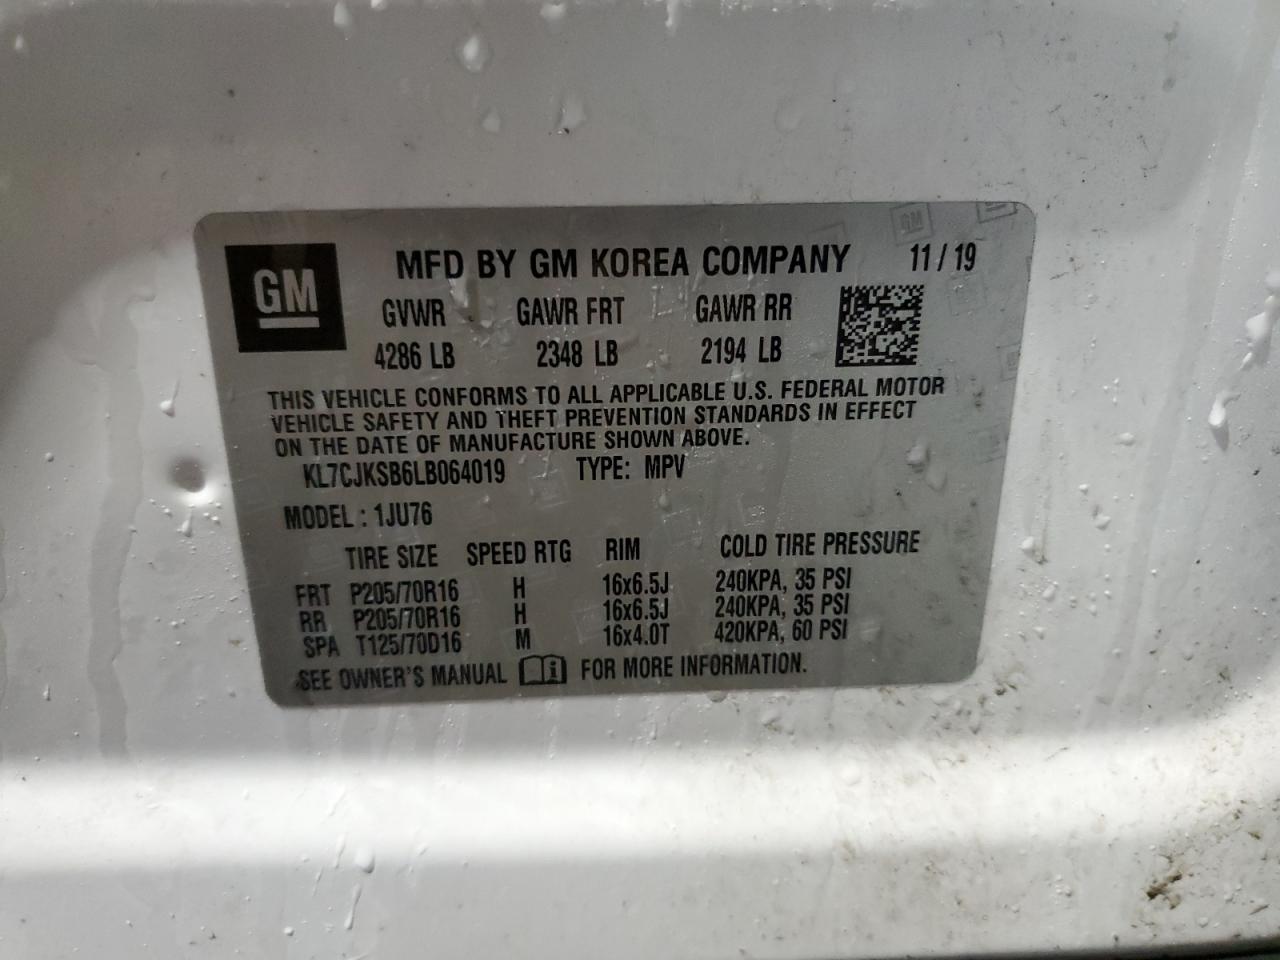 GM
MFD BY GM KOREA COMPANY 11 / 19
GVWR GAWR FRT GAWR RR
4286 LB 2348 LB 2194 LB
THIS VEHICLE CONFORMS TO ALL APPLICABLE U.S. FEDERAL MOTOR
VEHICLE SAFETY AND THEFT PREVENTION STANDARDS IN EFFECT
ON THE DATE OF MANUFACTURE SHOWN ABOVE.
KL7CJKSB6LB064019 TYPE: MPV
MODEL : 1JU76
TIRE SIZE SPEED RTG RIM COLD TIRE PRESSURE
FRT P205/70R16 H 16x6.5J 240KPA, 35 PSI
RR P205/70R16 H 16x6.5J 240KPA, 35 PSI
SPA T125/70D16 M 16x4.0T 420KPA, 60 PSI
SEE OWNER'S MANUAL i FOR MORE INFORMATION.